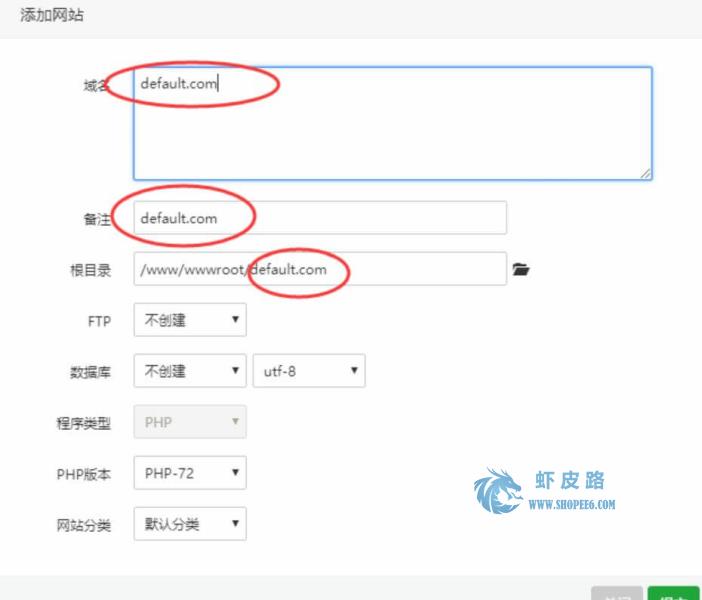 添加网站
域名 default.com
备注 default.com
根目录 /www/wwwroot/default.com
FTP 不创建
数据库 不创建 utf-8
程序类型 PHP
PHP版本 PHP-72
网站分类 默认分类
虾皮路
WWW.SHOPEE6.COM